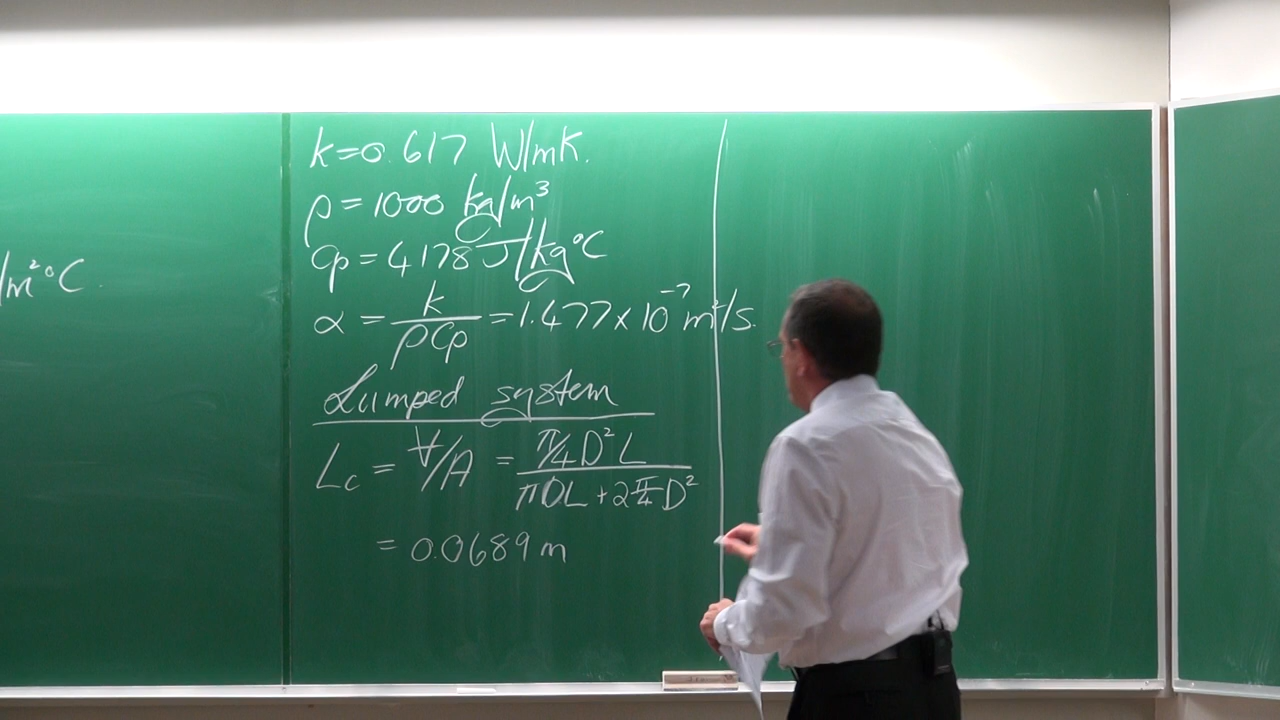 /m²°C.
k=0.617 W/mK.
ρ = 1000 kg/m³
Cp = 4178 J/kg°C
α = k/ρCp = 1.477 x 10⁻⁷ m²/s.
Lumped system
Lc = V/A = π/4 D² L / πDL + 2 π/4 D²
= 0.0689 m